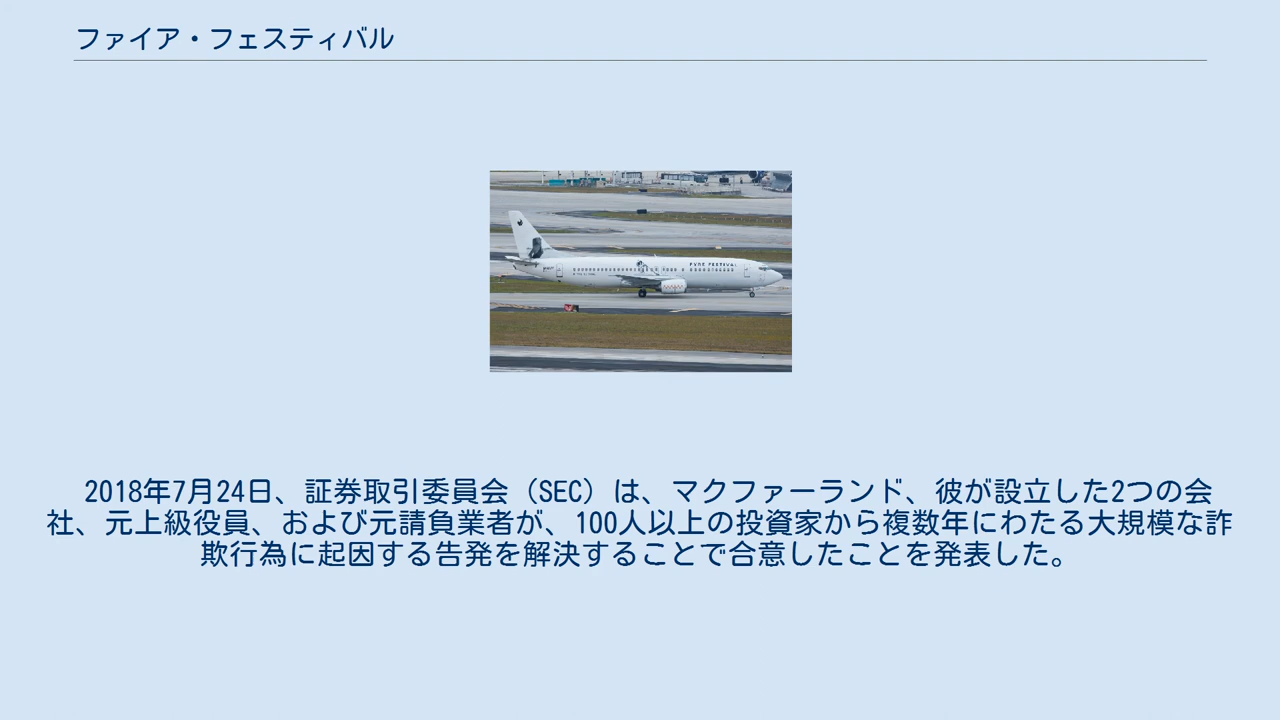 ファイア・フェスティバル
FYRE FESTIVAL
2018年7月24日、証券取引委員会（SEC）は、マクファーランド、彼が設立した2つの会
社、元上級役員、および元請負業者が、100人以上の投資家から複数年にわたる大規模な詐
欺行為に起因する告発を解決することで合意したことを発表した。